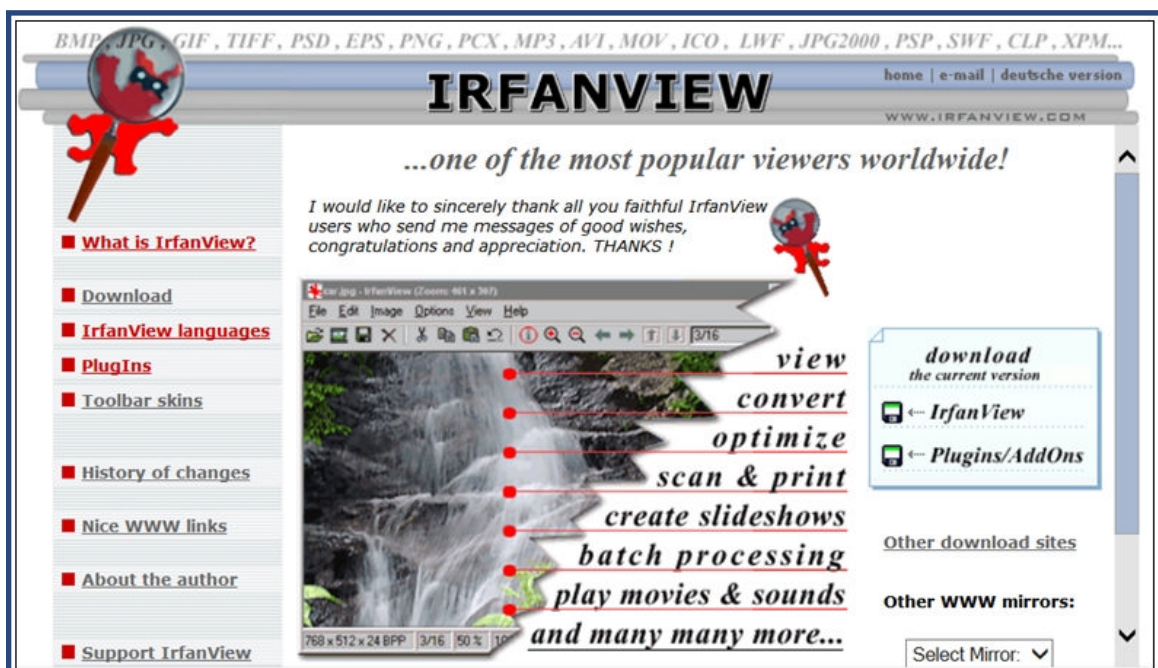 BMP , JPG , GIF , TIFF , PSD , EPS , PNG , PCX , MP3 , AVI , MOV , ICO , LWF , JPG2000 , PSP , SWF , CLP , XPM...
home | e-mail | deutsche version
IRFANVIEW
WWW.IRFANVIEW.COM
...one of the most popular viewers worldwide!
I would like to sincerely thank all you faithful IrfanView
users who send me messages of good wishes,
congratulations and appreciation. THANKS !
What is IrfanView?
Download
IrfanView languages
PlugIns
Toolbar skins
History of changes
Nice WWW links
About the author
Support IrfanView
car.jpg - IrfanView (Zoom: 461 x 307)
File Edit Image Options View Help
3/16
view
convert
optimize
scan & print
create slideshows
batch processing
play movies & sounds
and many many more...
768 x 512 x 24 BPP 3/16 50 %
download
the current version
IrfanView
Plugins/AddOns
Other download sites
Other WWW mirrors:
Select Mirror: